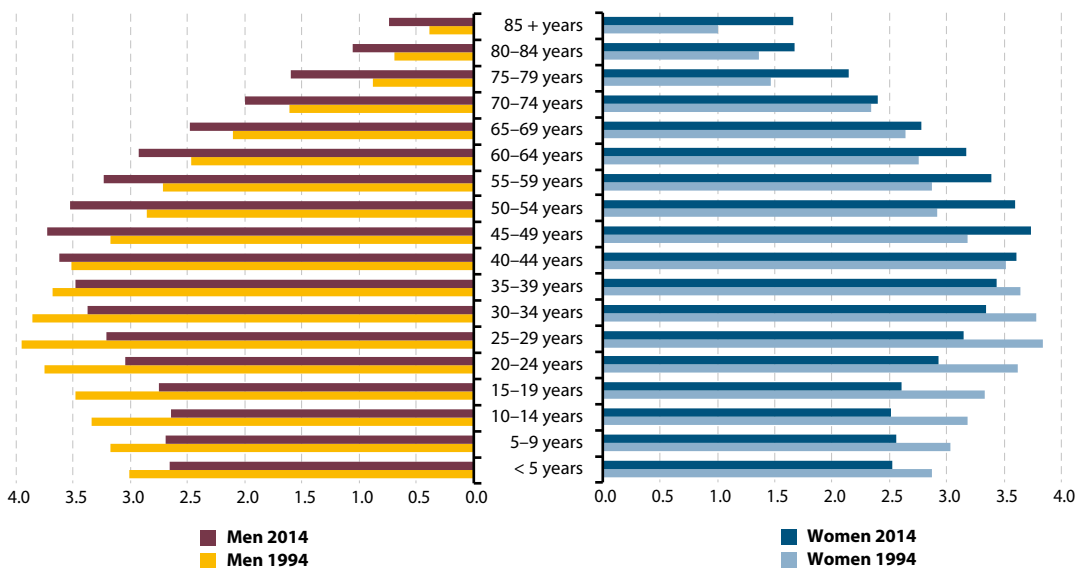 85 + years
80–84 years
75–79 years
70–74 years
65–69 years
60–64 years
55–59 years
50–54 years
45–49 years
40–44 years
35–39 years
30–34 years
25–29 years
20–24 years
15–19 years
10–14 years
5–9 years
< 5 years
4.0 3.5 3.0 2.5 2.0 1.5 1.0 0.5 0.0 0.0 0.5 1.0 1.5 2.0 2.5 3.0 3.5 4.0
Men 2014
Men 1994
Women 2014
Women 1994